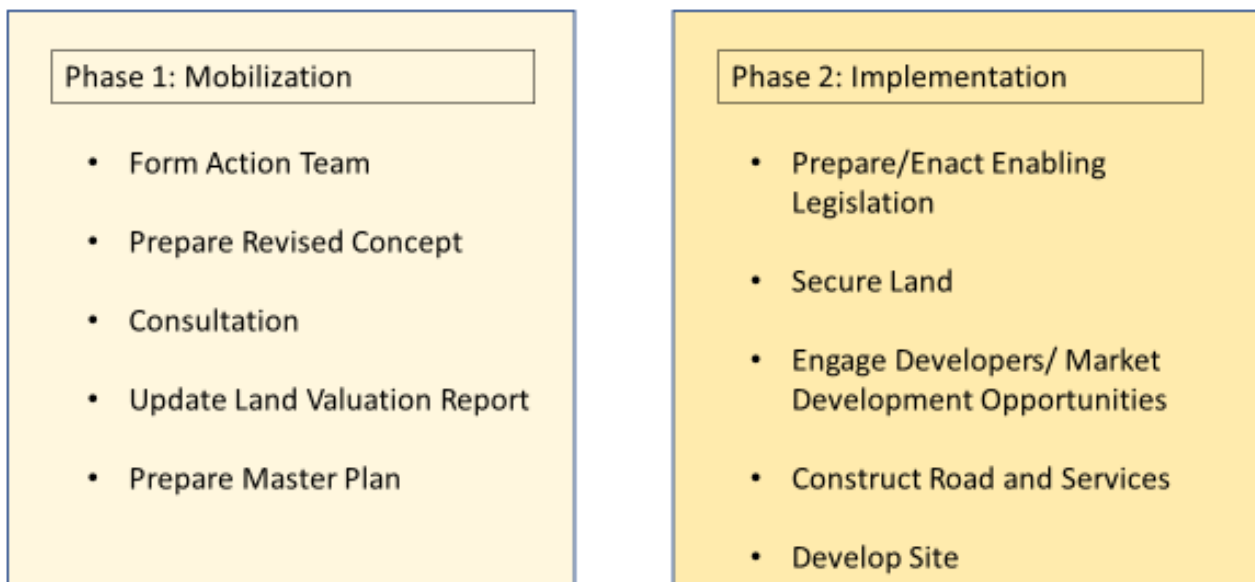 Phase 1: Mobilization
• Form Action Team
• Prepare Revised Concept
• Consultation
• Update Land Valuation Report
• Prepare Master Plan
Phase 2: Implementation
• Prepare/Enact Enabling
Legislation
• Secure Land
• Engage Developers/ Market
Development Opportunities
• Construct Road and Services
• Develop Site